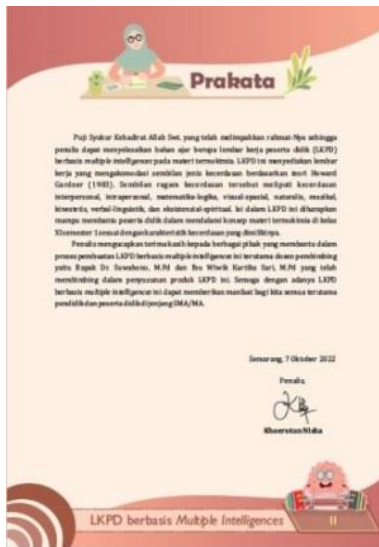 Prakata
Puji Syukur Kehadirat Allah Swt. yang telah melimpahkan rahmat-Nya sehingga
penulis dapat menyelesaikan bahan ajar berupa lembar kerja peserta didik (LKPD)
berbasis multiple intelligences pada materi termokimia. LKPD ini menyediakan lembar
kerja yang mengakomodasi sembilan jenis kecerdasan berdasarkan teori Howard
Gardner (1983). Sembilan ragam kecerdasan tersebut meliputi kecerdasan
interpersonal, intrapersonal, matematika-logika, visual-spasial, naturalis, musikal,
kinestetis, verbal-linguistik, dan eksistensial-spiritual. Isi dalam LKPD ini diharapkan
mampu membantu peserta didik dalam mendalami konsep materi termokimia di kelas
XI semester 1 sesuai dengan karakteristik kecerdasan yang dimilikinya.
Penulis mengucapkan terima kasih kepada berbagai pihak yang membantu dalam
proses pembuatan LKPD berbasis multiple intelligence ini terutama dosen pembimbing
yaitu Bapak Dr. Suwahono, M.Pd dan Ibu Wiwik Kartika Sari, M.Pd yang telah
membimbing dalam penyusunan produk LKPD ini. Semoga dengan adanya LKPD
berbasis multiple intelligence ini dapat memberikan manfaat bagi kita semua terutama
pendidik dan peserta didik di jenjang SMA/MA.
Semarang, 7 Oktober 2022
Penulis,
Khoerotun Nisha
LKPD berbasis Multiple Intelligences
II